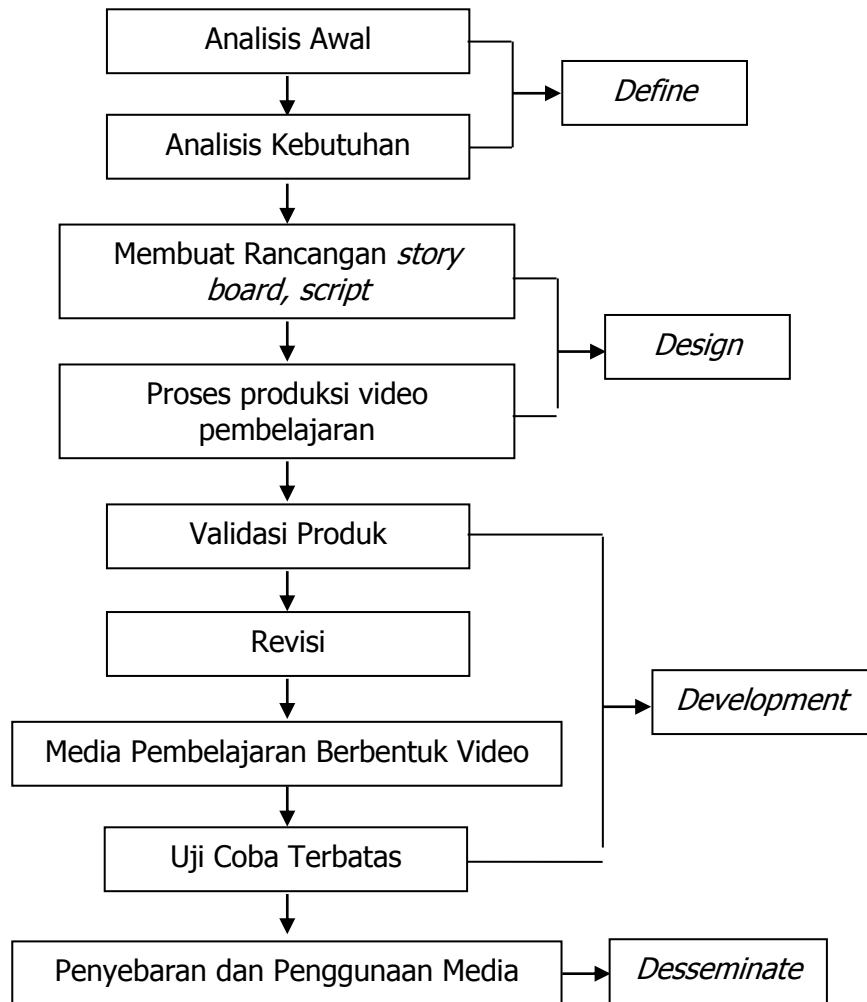 Analisis Awal
Define
Analisis Kebutuhan
Membuat Rancangan story
board, script
Design
Proses produksi video
pembelajaran
Validasi Produk
Revisi
Development
Media Pembelajaran Berbentuk Video
Uji Coba Terbatas
Penyebaran dan Penggunaan Media
Desseminate